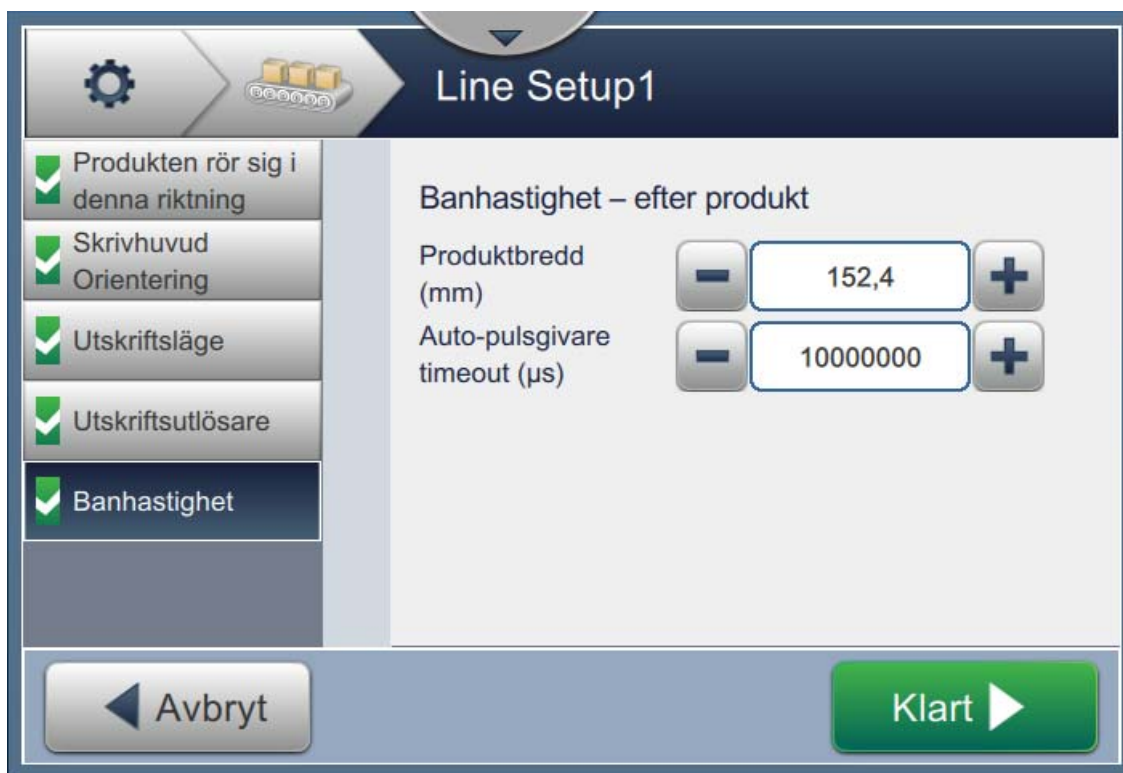 Line Setup1
Produkten rör sig i
denna riktning
Skrivhuvud
Orientering
Utskriftsläge
Utskriftsutlösare
Banhastighet
Banhastighet – efter produkt
Produktbredd
(mm)
152,4
Auto-pulsgivare
timeout (µs)
10000000
Avbryt
Klart